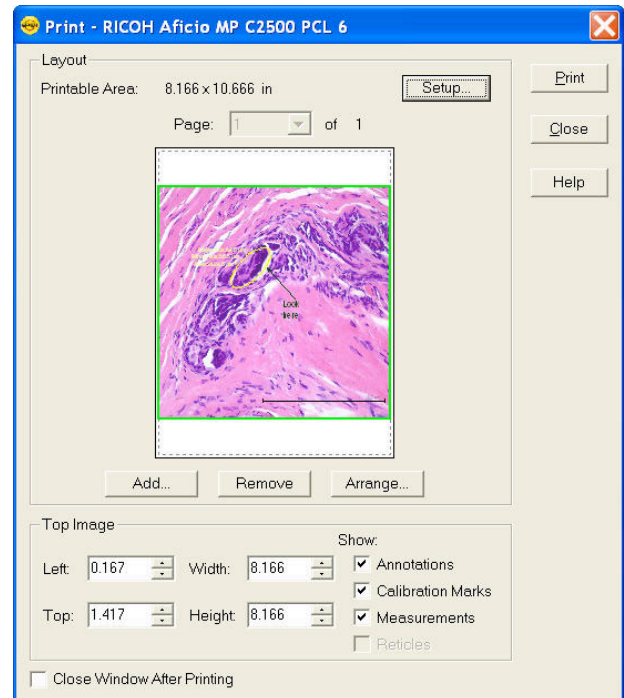 Print - RICOH Aficio MP C2500 PCL 6
Layout
Printable Area: 8.166 x 10.666 in
Setup...
Print
Page: 1 of 1
Close
Help
Look
here
Add... Remove Arrange...
Top Image
Show:
Left: 0.167 Width: 8.166 Annotations
Calibration Marks
Top: 1.417 Height: 8.166 Measurements
Reticles
Close Window After Printing